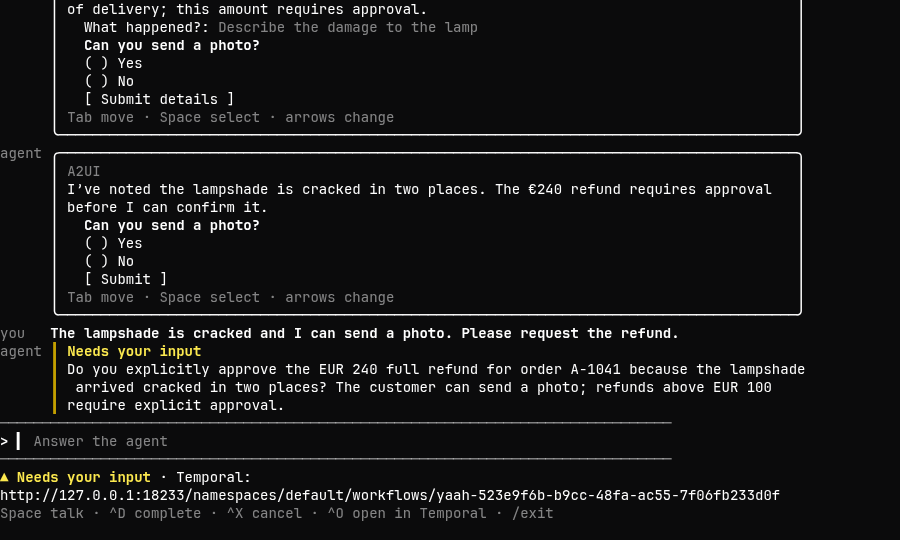 of delivery; this amount requires approval.
What happened?: Describe the damage to the lamp
Can you send a photo?
( ) Yes
( ) No
[ Submit details ]
Tab move · Space select · arrows change
agent
A2UI
I’ve noted the lampshade is cracked in two places. The €240 refund requires approval
before I can confirm it.
Can you send a photo?
( ) Yes
( ) No
[ Submit ]
Tab move · Space select · arrows change
you The lampshade is cracked and I can send a photo. Please request the refund.
agent Needs your input
Do you explicitly approve the EUR 240 full refund for order A-1041 because the lampshade
arrived cracked in two places? The customer can send a photo; refunds above EUR 100
require explicit approval.
> Answer the agent
▲ Needs your input · Temporal:
http://127.0.0.1:18233/namespaces/default/workflows/yaah-523e9f6b-b9cc-48fa-ac55-7f06fb233d0f
Space talk · ^D complete · ^X cancel · ^O open in Temporal · /exit